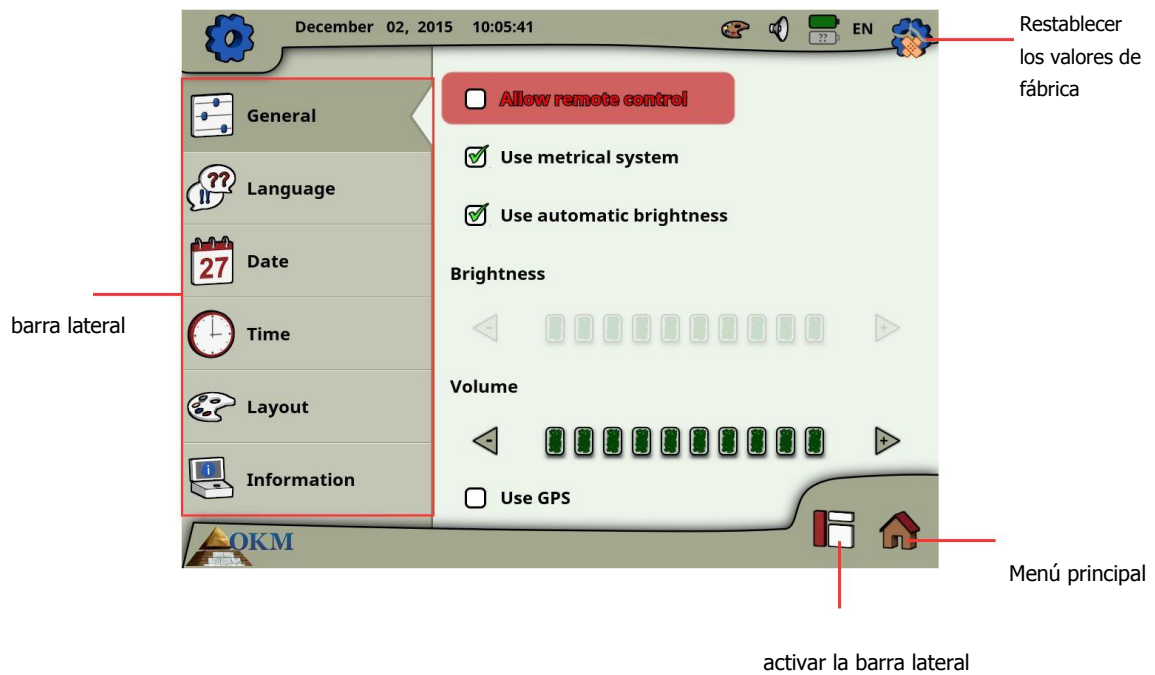 December 02, 2015 10:05:41
??
EN
Restablecer
los valores de
fábrica
General
Allow remote control
??
!!
Language
Use metrical system
Use automatic brightness
27
Date
Brightness
-
+
barra lateral
Time
Layout
Volume
-
+
i
Information
Use GPS
OKM
Menú principal
activar la barra lateral